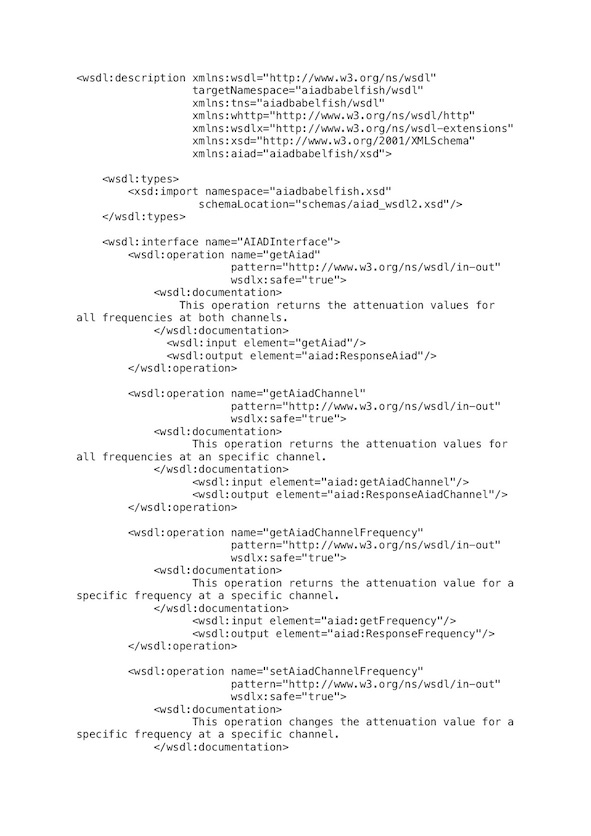 <wsdl:description xmlns:wsdl="http://www.w3.org/ns/wsdl"
targetNamespace="aiadbabelfish/wsdl"
xmlns:tns="aiadbabelfish/wsdl"
xmlns:whttp="http://www.w3.org/ns/wsdl/http"
xmlns:wsdlx="http://www.w3.org/ns/wsdl-extensions"
xmlns:xsd="http://www.w3.org/2001/XMLSchema"
xmlns:aiad="aiadbabelfish/xsd">
<wsdl:types>
<xsd:import namespace="aiadbabelfish.xsd"
schemaLocation="schemas/aiad_wsdl2.xsd"/>
</wsdl:types>
<wsdl:interface name="AIADInterface">
<wsdl:operation name="getAiad"
pattern="http://www.w3.org/ns/wsdl/in-out"
wsdlx:safe="true">
<wsdl:documentation>
This operation returns the attenuation values for
all frequencies at both channels.
</wsdl:documentation>
<wsdl:input element="getAiad"/>
<wsdl:output element="aiad:ResponseAiad"/>
</wsdl:operation>
<wsdl:operation name="getAiadChannel"
pattern="http://www.w3.org/ns/wsdl/in-out"
wsdlx:safe="true">
<wsdl:documentation>
This operation returns the attenuation values for
all frequencies at an specific channel.
</wsdl:documentation>
<wsdl:input element="aiad:getAiadChannel"/>
<wsdl:output element="aiad:ResponseAiadChannel"/>
</wsdl:operation>
<wsdl:operation name="getAiadChannelFrequency"
pattern="http://www.w3.org/ns/wsdl/in-out"
wsdlx:safe="true">
<wsdl:documentation>
This operation returns the attenuation value for a
specific frequency at a specific channel.
</wsdl:documentation>
<wsdl:input element="aiad:getFrequency"/>
<wsdl:output element="aiad:ResponseFrequency"/>
</wsdl:operation>
<wsdl:operation name="setAiadChannelFrequency"
pattern="http://www.w3.org/ns/wsdl/in-out"
wsdlx:safe="true">
<wsdl:documentation>
This operation changes the attenuation value for a
specific frequency at a specific channel.
</wsdl:documentation>